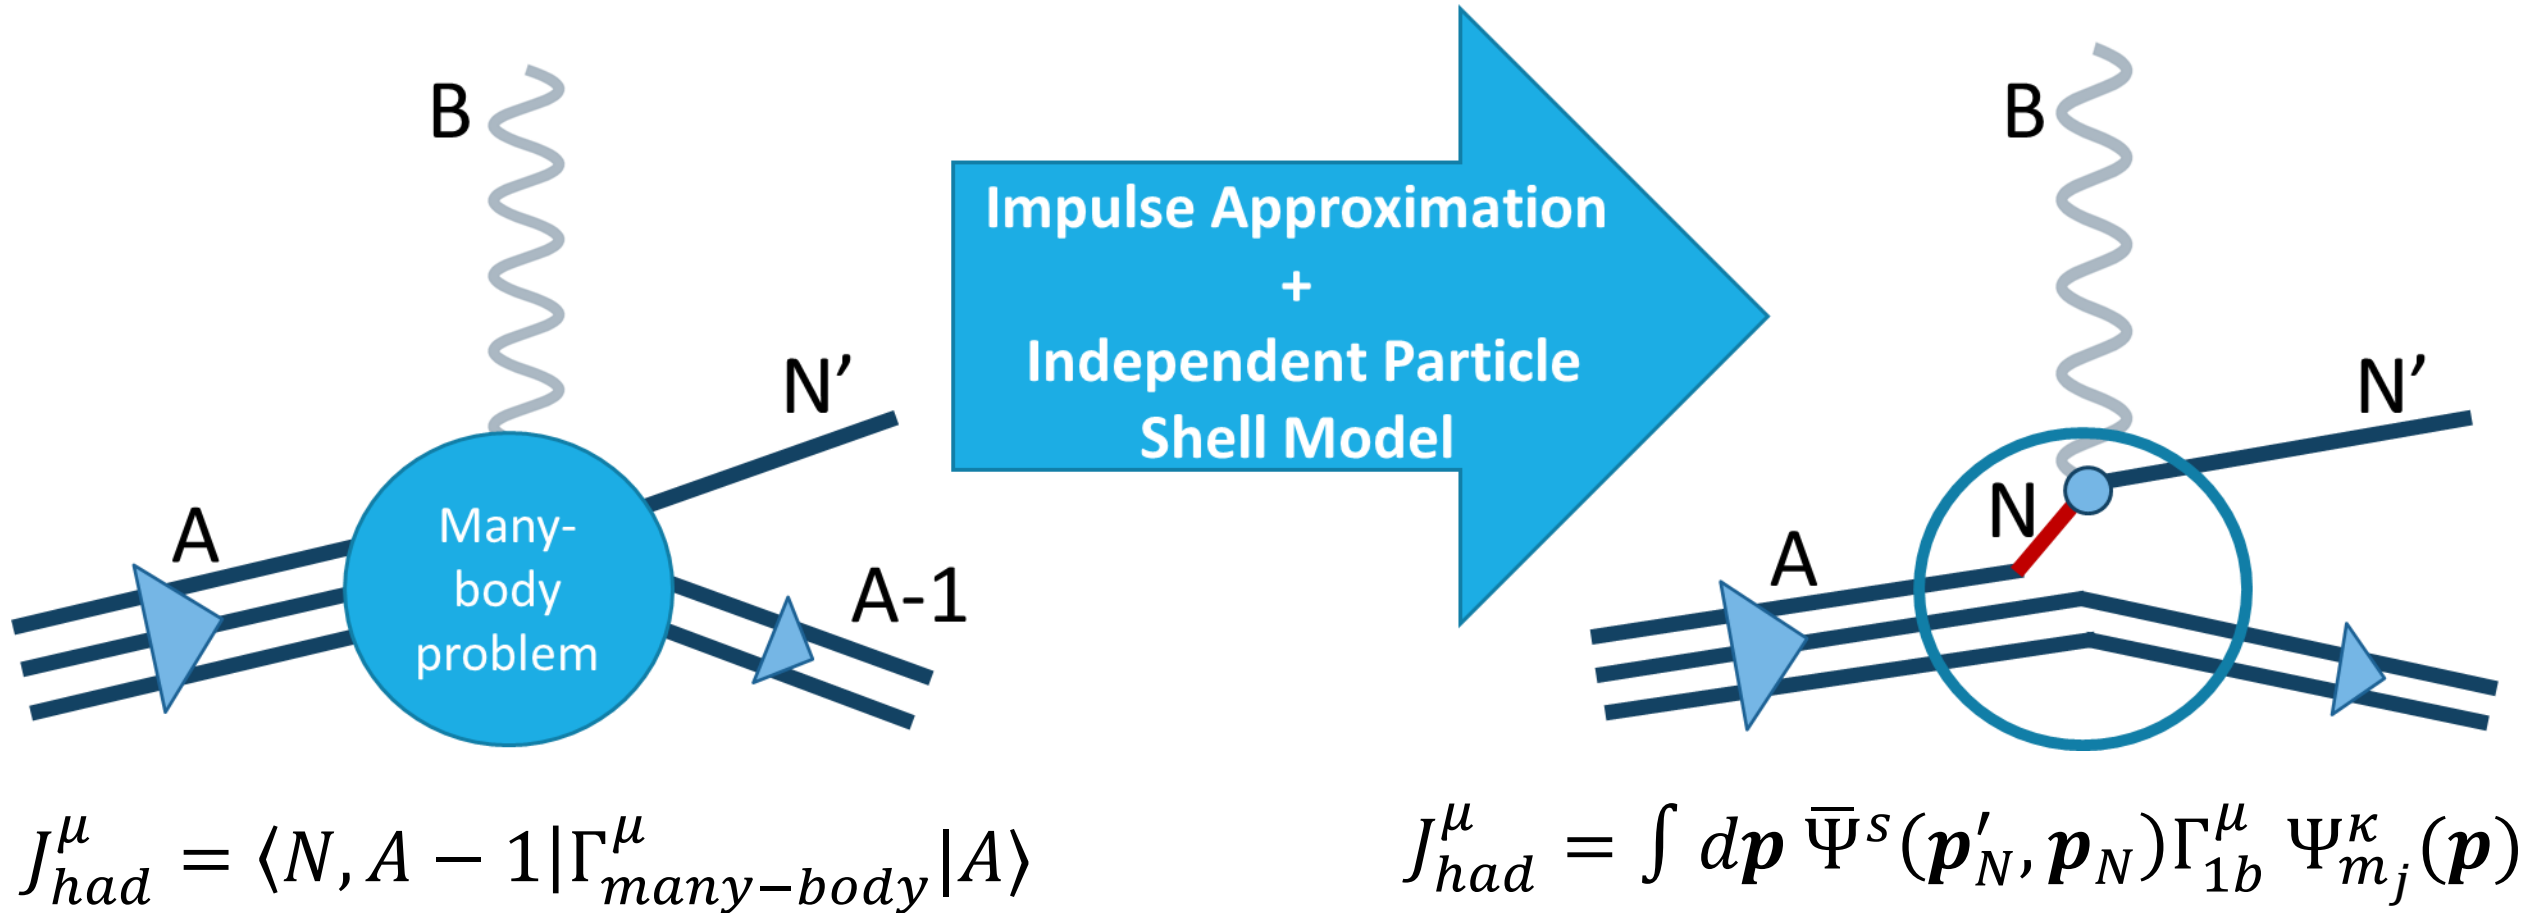 B
N’
A
Many-
body
problem
A-1
Impulse Approximation
+
Independent Particle
Shell Model
B
N’
N
A
J^μ_had = ⟨N, A − 1|Γ^μ_many−body|A⟩
J^μ_had = ∫ d𝒑 Ψ̅^s(𝒑′_N, 𝒑_N)Γ^μ_1b Ψ^κ_m_j(𝒑)